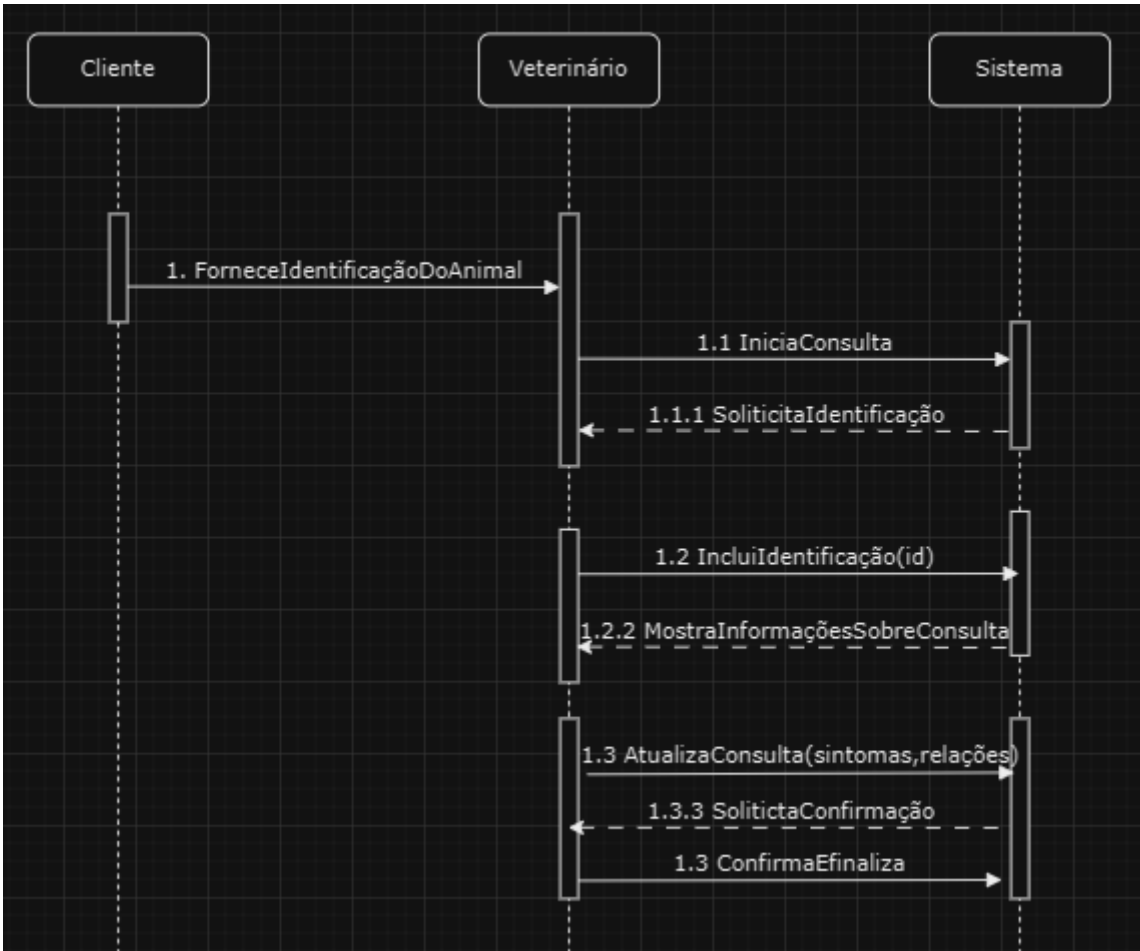 Cliente
Veterinário
Sistema
1. ForneceIdentificaçãoDoAnimal
1.1 IniciaConsulta
1.1.1 SoliticitaIdentificação
1.2 IncluiIdentificação(id)
1.2.2 MostraInformaçõesSobreConsulta
1.3 AtualizaConsulta(sintomas,relações)
1.3.3 SolitictaConfirmação
1.3 ConfirmaEfinaliza